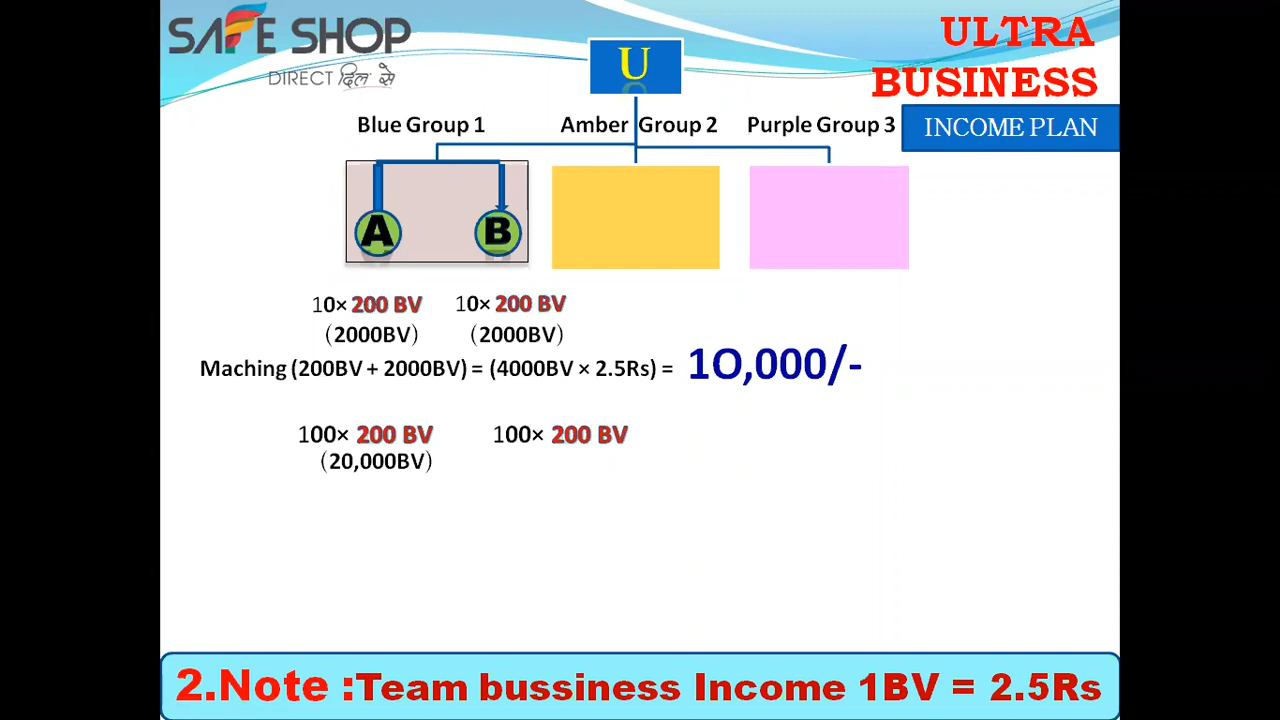 SAFE SHOP
DIRECT दिल से
ULTRA
BUSINESS
INCOME PLAN
U
Blue Group 1
Amber Group 2
Purple Group 3
A
B
10× 200 BV
10× 200 BV
(2000BV)
(2000BV)
Maching (200BV + 2000BV) = (4000BV × 2.5Rs) = 10,000/-
100× 200 BV
100× 200 BV
(20,000BV)
2.Note :Team bussiness Income 1BV = 2.5Rs